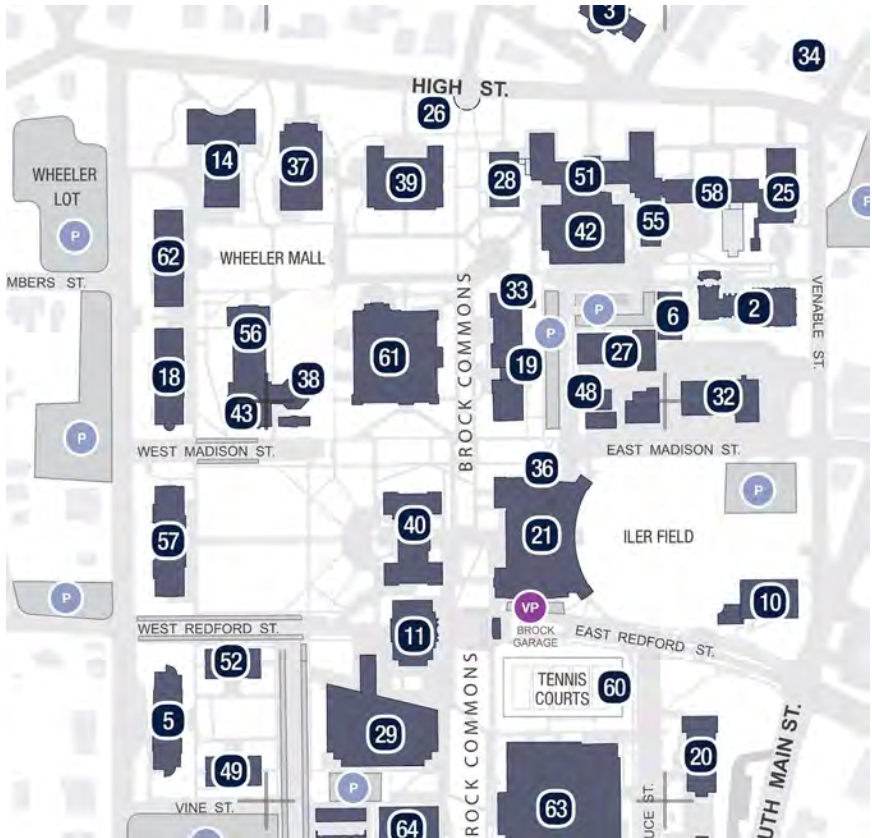 3
34
HIGH ST.
26
14
37
39
28
51
58
25
WHEELER
LOT
P
P
55
42
62
WHEELER MALL
MBERS ST.
BROCK COMMONS
VENABLE ST.
33
P
P
6
2
56
61
27
18
38
19
48
32
43
WEST MADISON ST.
EAST MADISON ST.
P
36
P
40
21
ILER FIELD
57
P
10
VP
BROCK
GARAGE
WEST REDFORD ST.
EAST REDFORD ST.
11
52
TENNIS
COURTS
60
BROCK COMMONS
5
29
20
UTH MAIN ST.
49
P
VINE ST.
63
UCE ST.
64
P